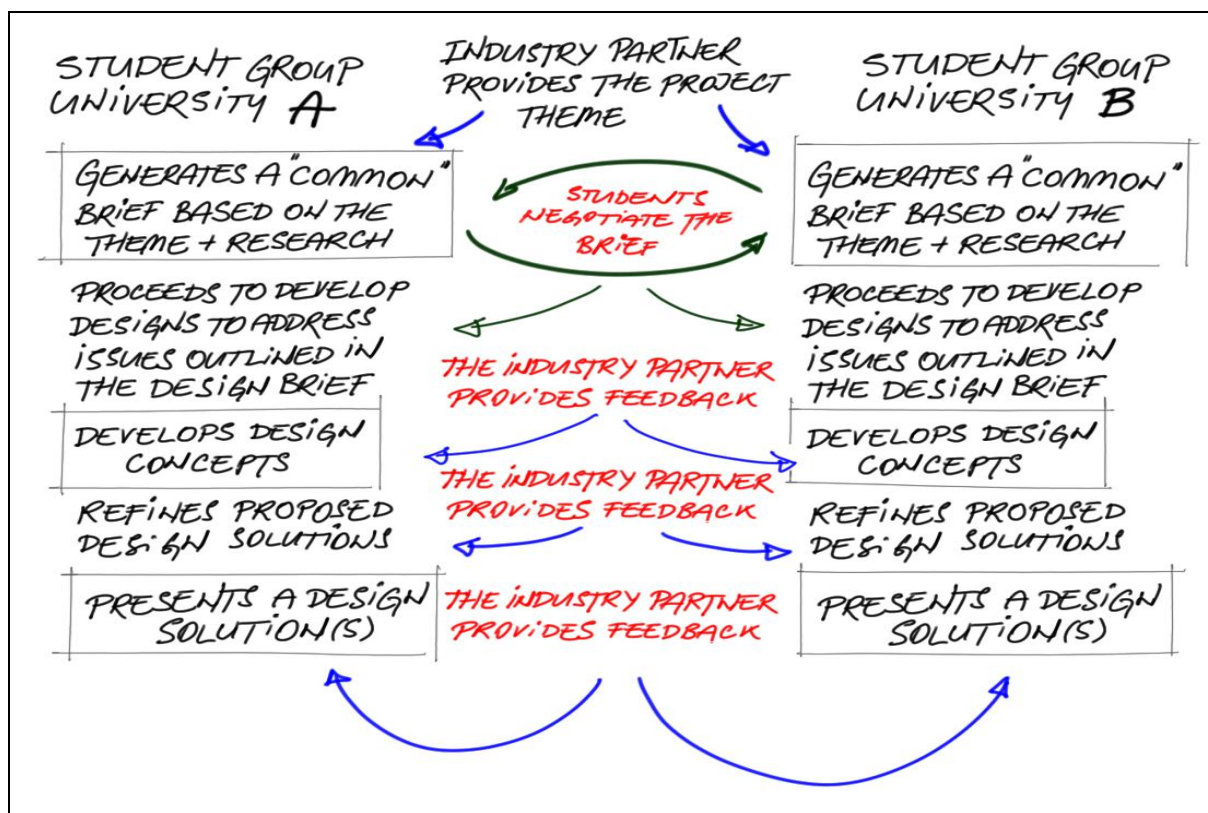 STUDENT GROUP
UNIVERSITY A
GENERATES A "COMMON"
BRIEF BASED ON THE
THEME + RESEARCH
PROCEEDS TO DEVELOP
DESIGNS TO ADDRESS
ISSUES OUTLINED IN
THE DESIGN BRIEF
DEVELOPS DESIGN
CONCEPTS
REFINES PROPOSED
DESIGN SOLUTIONS
PRESENTS A DESIGN
SOLUTION(S)
INDUSTRY PARTNER
PROVIDES THE PROJECT
THEME
STUDENTS
NEGOTIATE THE
BRIEF
THE INDUSTRY PARTNER
PROVIDES FEEDBACK
THE INDUSTRY PARTNER
PROVIDES FEEDBACK
THE INDUSTRY PARTNER
PROVIDES FEEDBACK
STUDENT GROUP
UNIVERSITY B
GENERATES A "COMMON"
BRIEF BASED ON THE
THEME + RESEARCH
PROCEEDS TO DEVELOP
DESIGNS TO ADDRESS
ISSUES OUTLINED IN
THE DESIGN BRIEF
DEVELOPS DESIGN
CONCEPTS
REFINES PROPOSED
DESIGN SOLUTIONS
PRESENTS A DESIGN
SOLUTION(S)